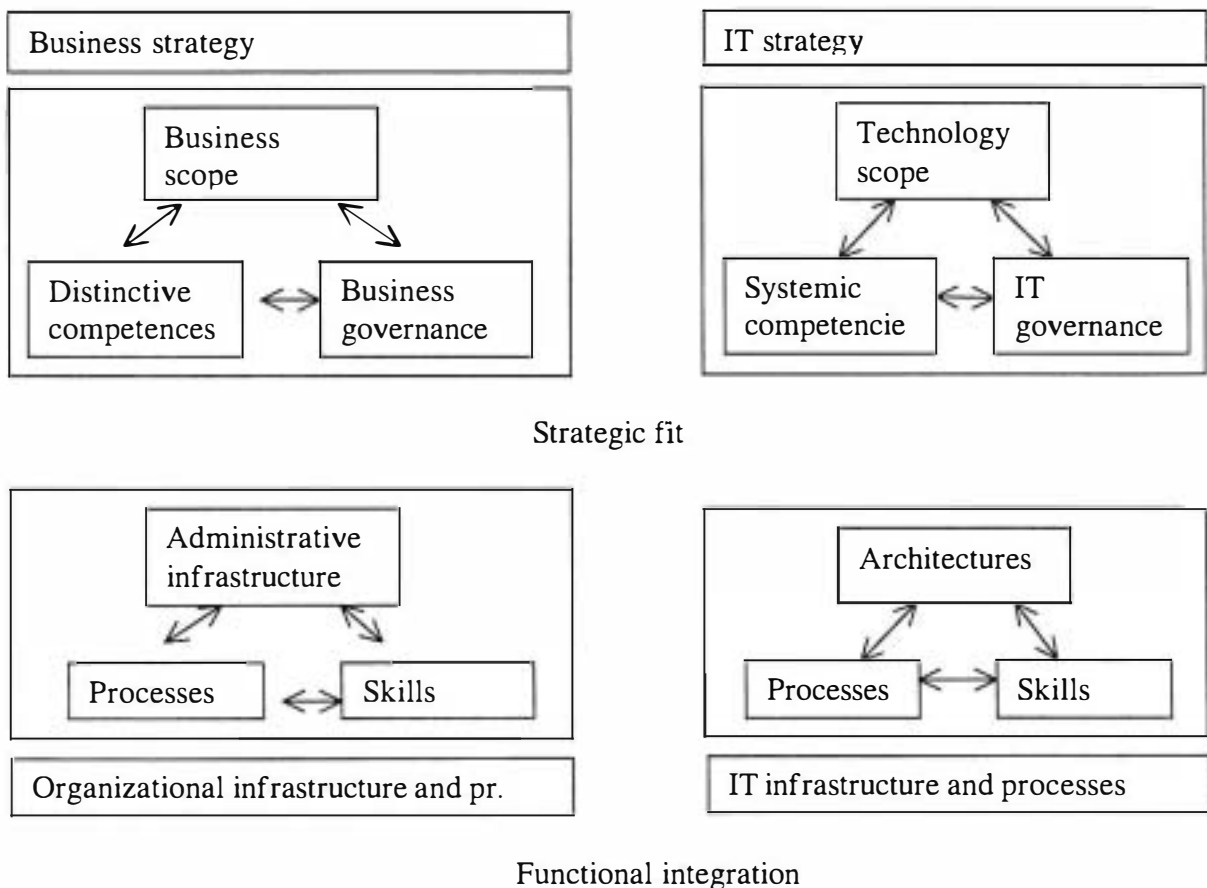 Business strategy
IT strategy
Business
scope
Technology
scope
Distinctive
competences
Business
governance
Systemic
competencie
IT
governance
Strategic fit
Administrative
infrastructure
Architectures
Processes
Skills
Processes
Skills
Organizational infrastructure and pr.
IT infrastructure and processes
Functional integration